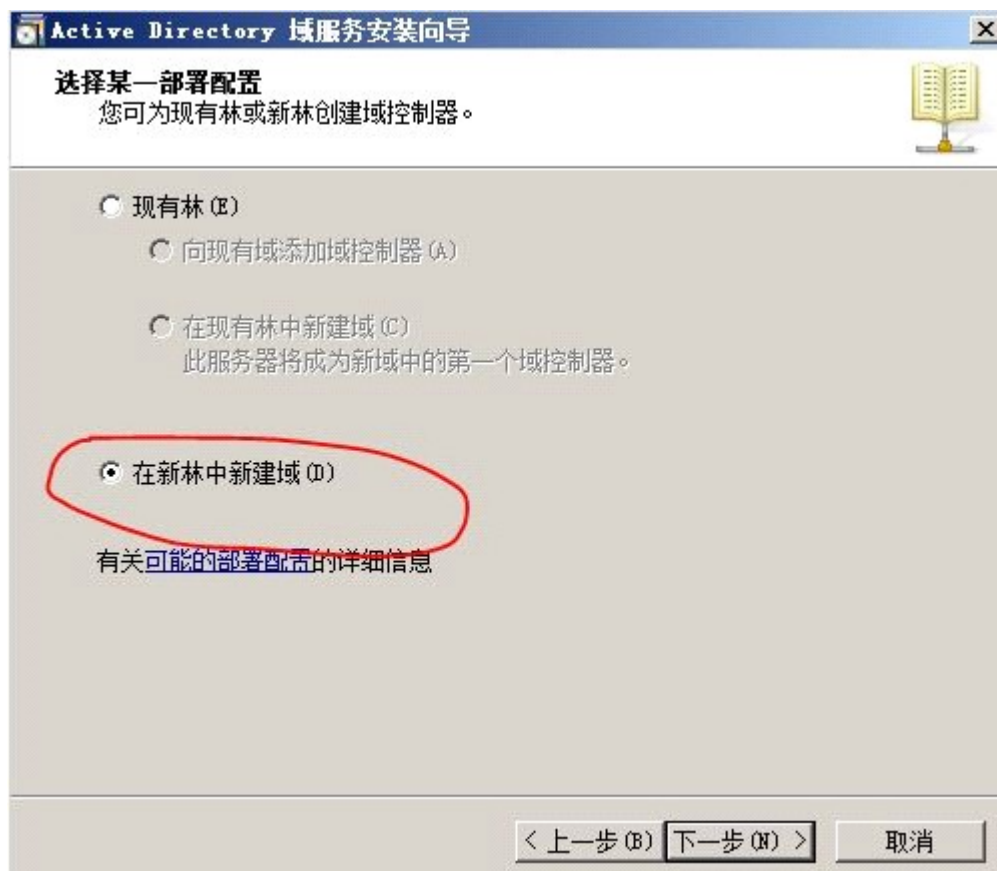 Active Directory 域服务安装向导
选择某一部署配置
您可为现有林或新林创建域控制器。
现有林(E)
向现有域添加域控制器(A)
在现有林中新建域(C)
此服务器将成为新域中的第一个域控制器。
在新林中新建域(D)
有关可能的部署配置的详细信息
< 上一步(B) 下一步(N) > 取消